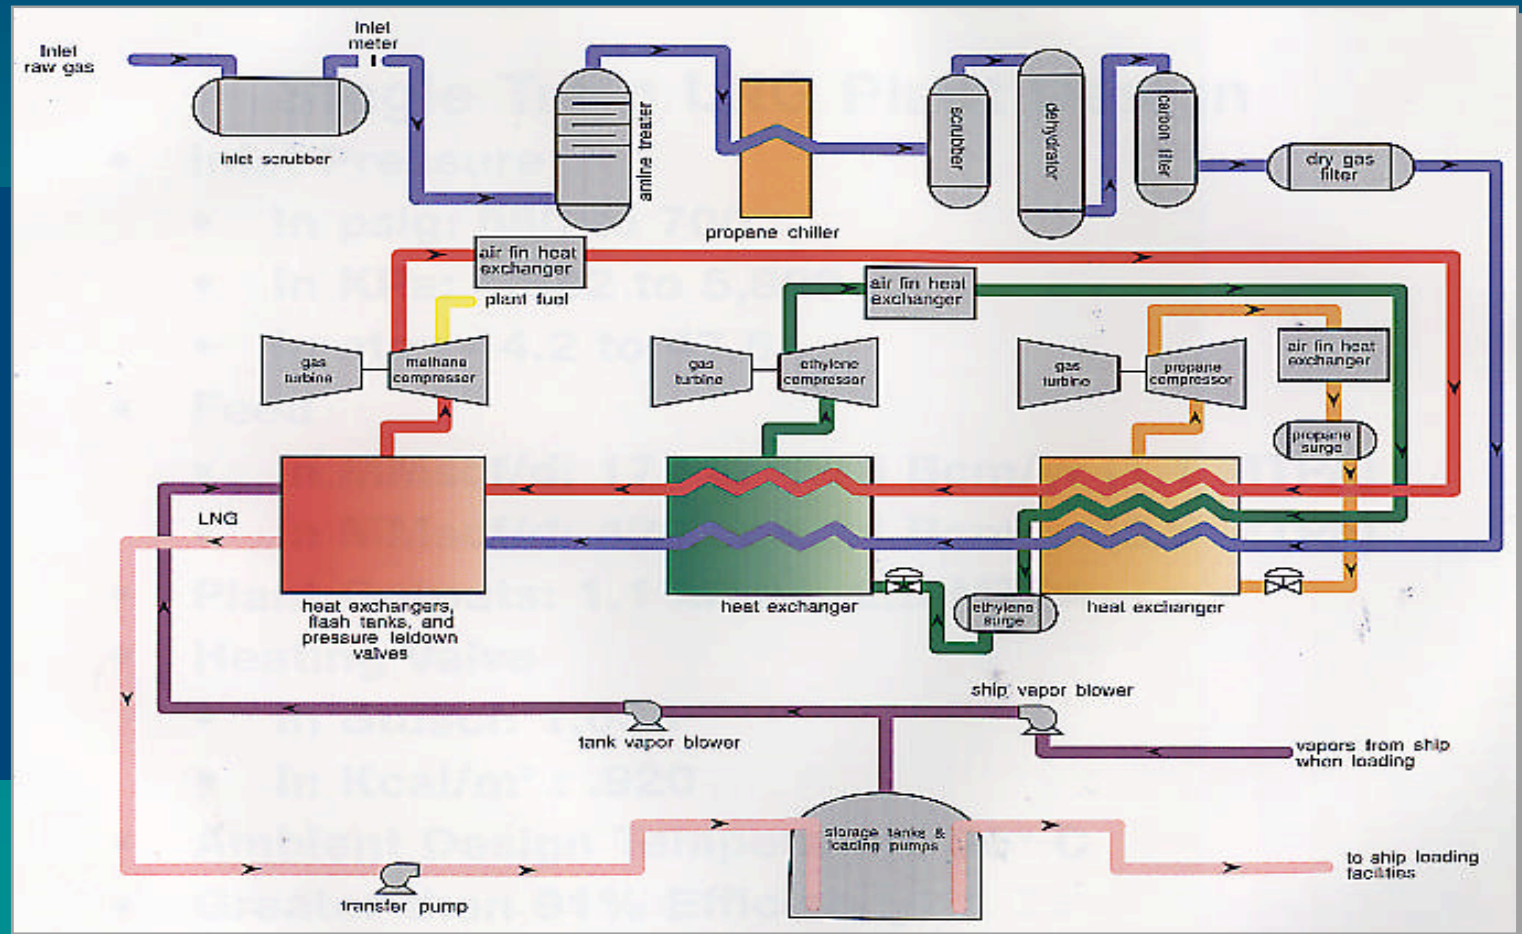 Inlet
raw gas
Inlet
meter
inlet scrubber
amine treater
propane chiller
scrubber
dehydrator
carbon filter
dry gas
filter
air fin heat
exchanger
plant fuel
air fin heat
exchanger
air fin heat
exchanger
gas
turbine
methane
compressor
gas
turbine
ethylene
compressor
gas
turbine
propane
compressor
propane
surge
LNG
heat exchangers,
flash tanks, and
pressure letdown
valves
heat exchanger
ethylene
surge
heat exchanger
ship vapor blower
tank vapor blower
vapors from ship
when loading
storage tanks &
loading pumps
to ship loading
facilities
transfer pump